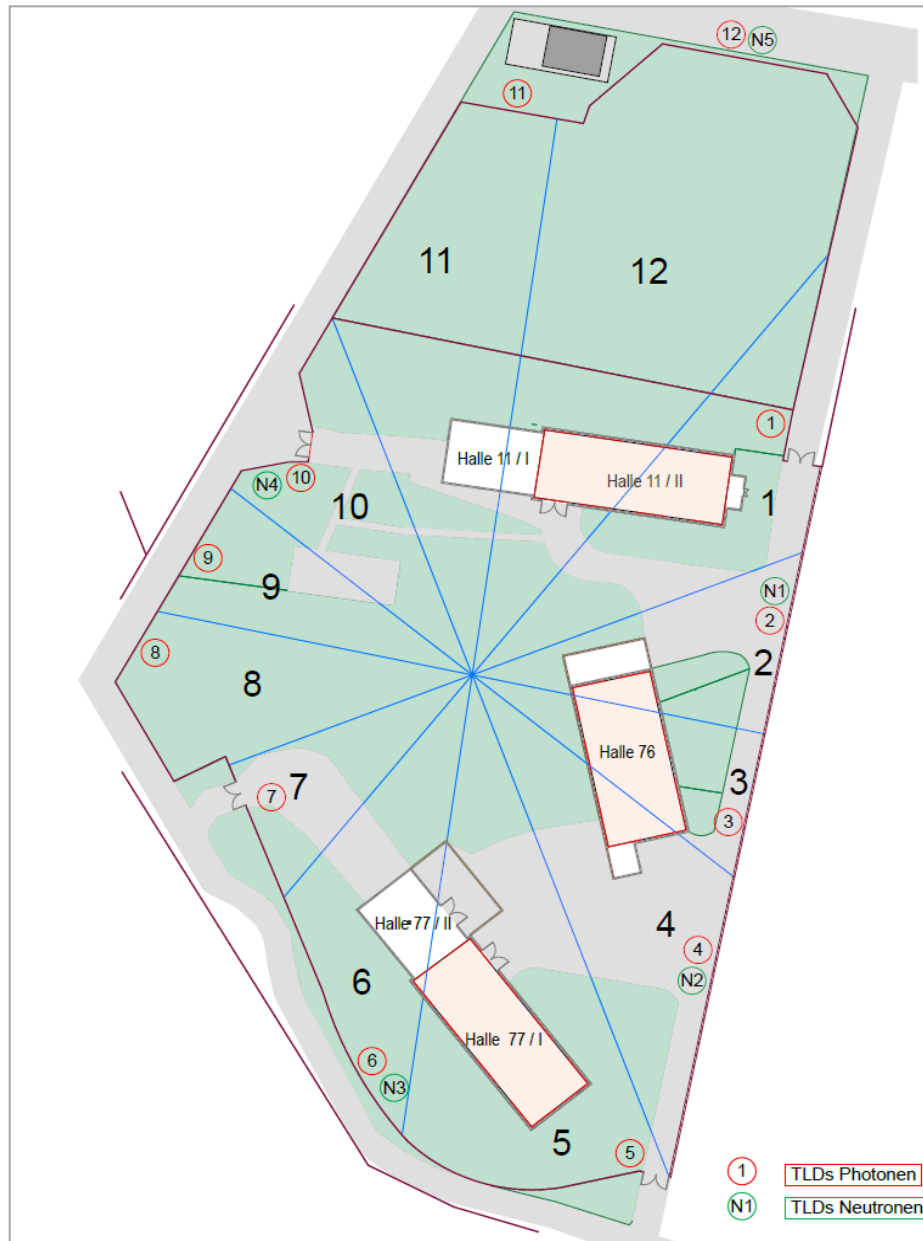 12
N5
11
11
12
1
Halle 11 / I
Halle 11 / II
10
N4
1
10
9
9
N1
2
8
2
8
Halle 76
3
7
7
3
4
4
Halle 77 / II
N2
6
Halle 77 / I
6
N3
5
5
1 TLDs Photonen
N1 TLDs Neutronen